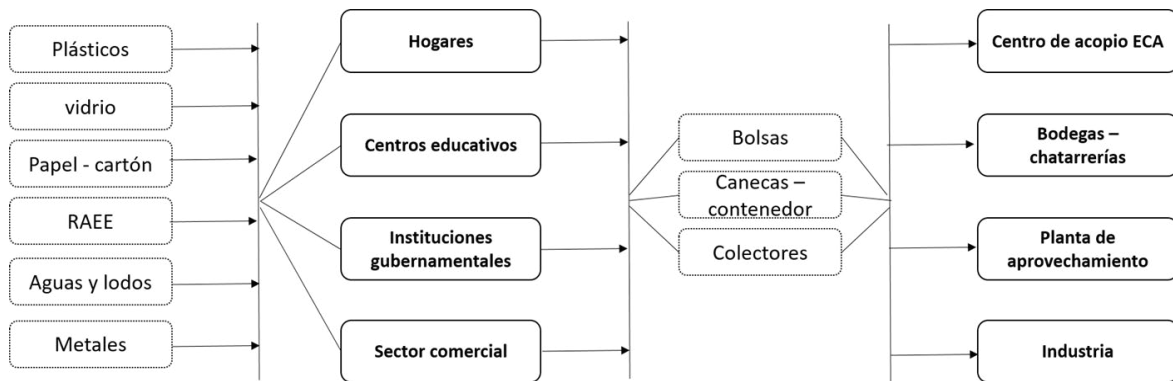 Plásticos
vidrio
Papel - cartón
RAEE
Aguas y lodos
Metales
Hogares
Centros educativos
Instituciones
gubernamentales
Sector comercial
Bolsas
Canecas –
contenedor
Colectores
Centro de acopio ECA
Bodegas –
chatarrerías
Planta de
aprovechamiento
Industria